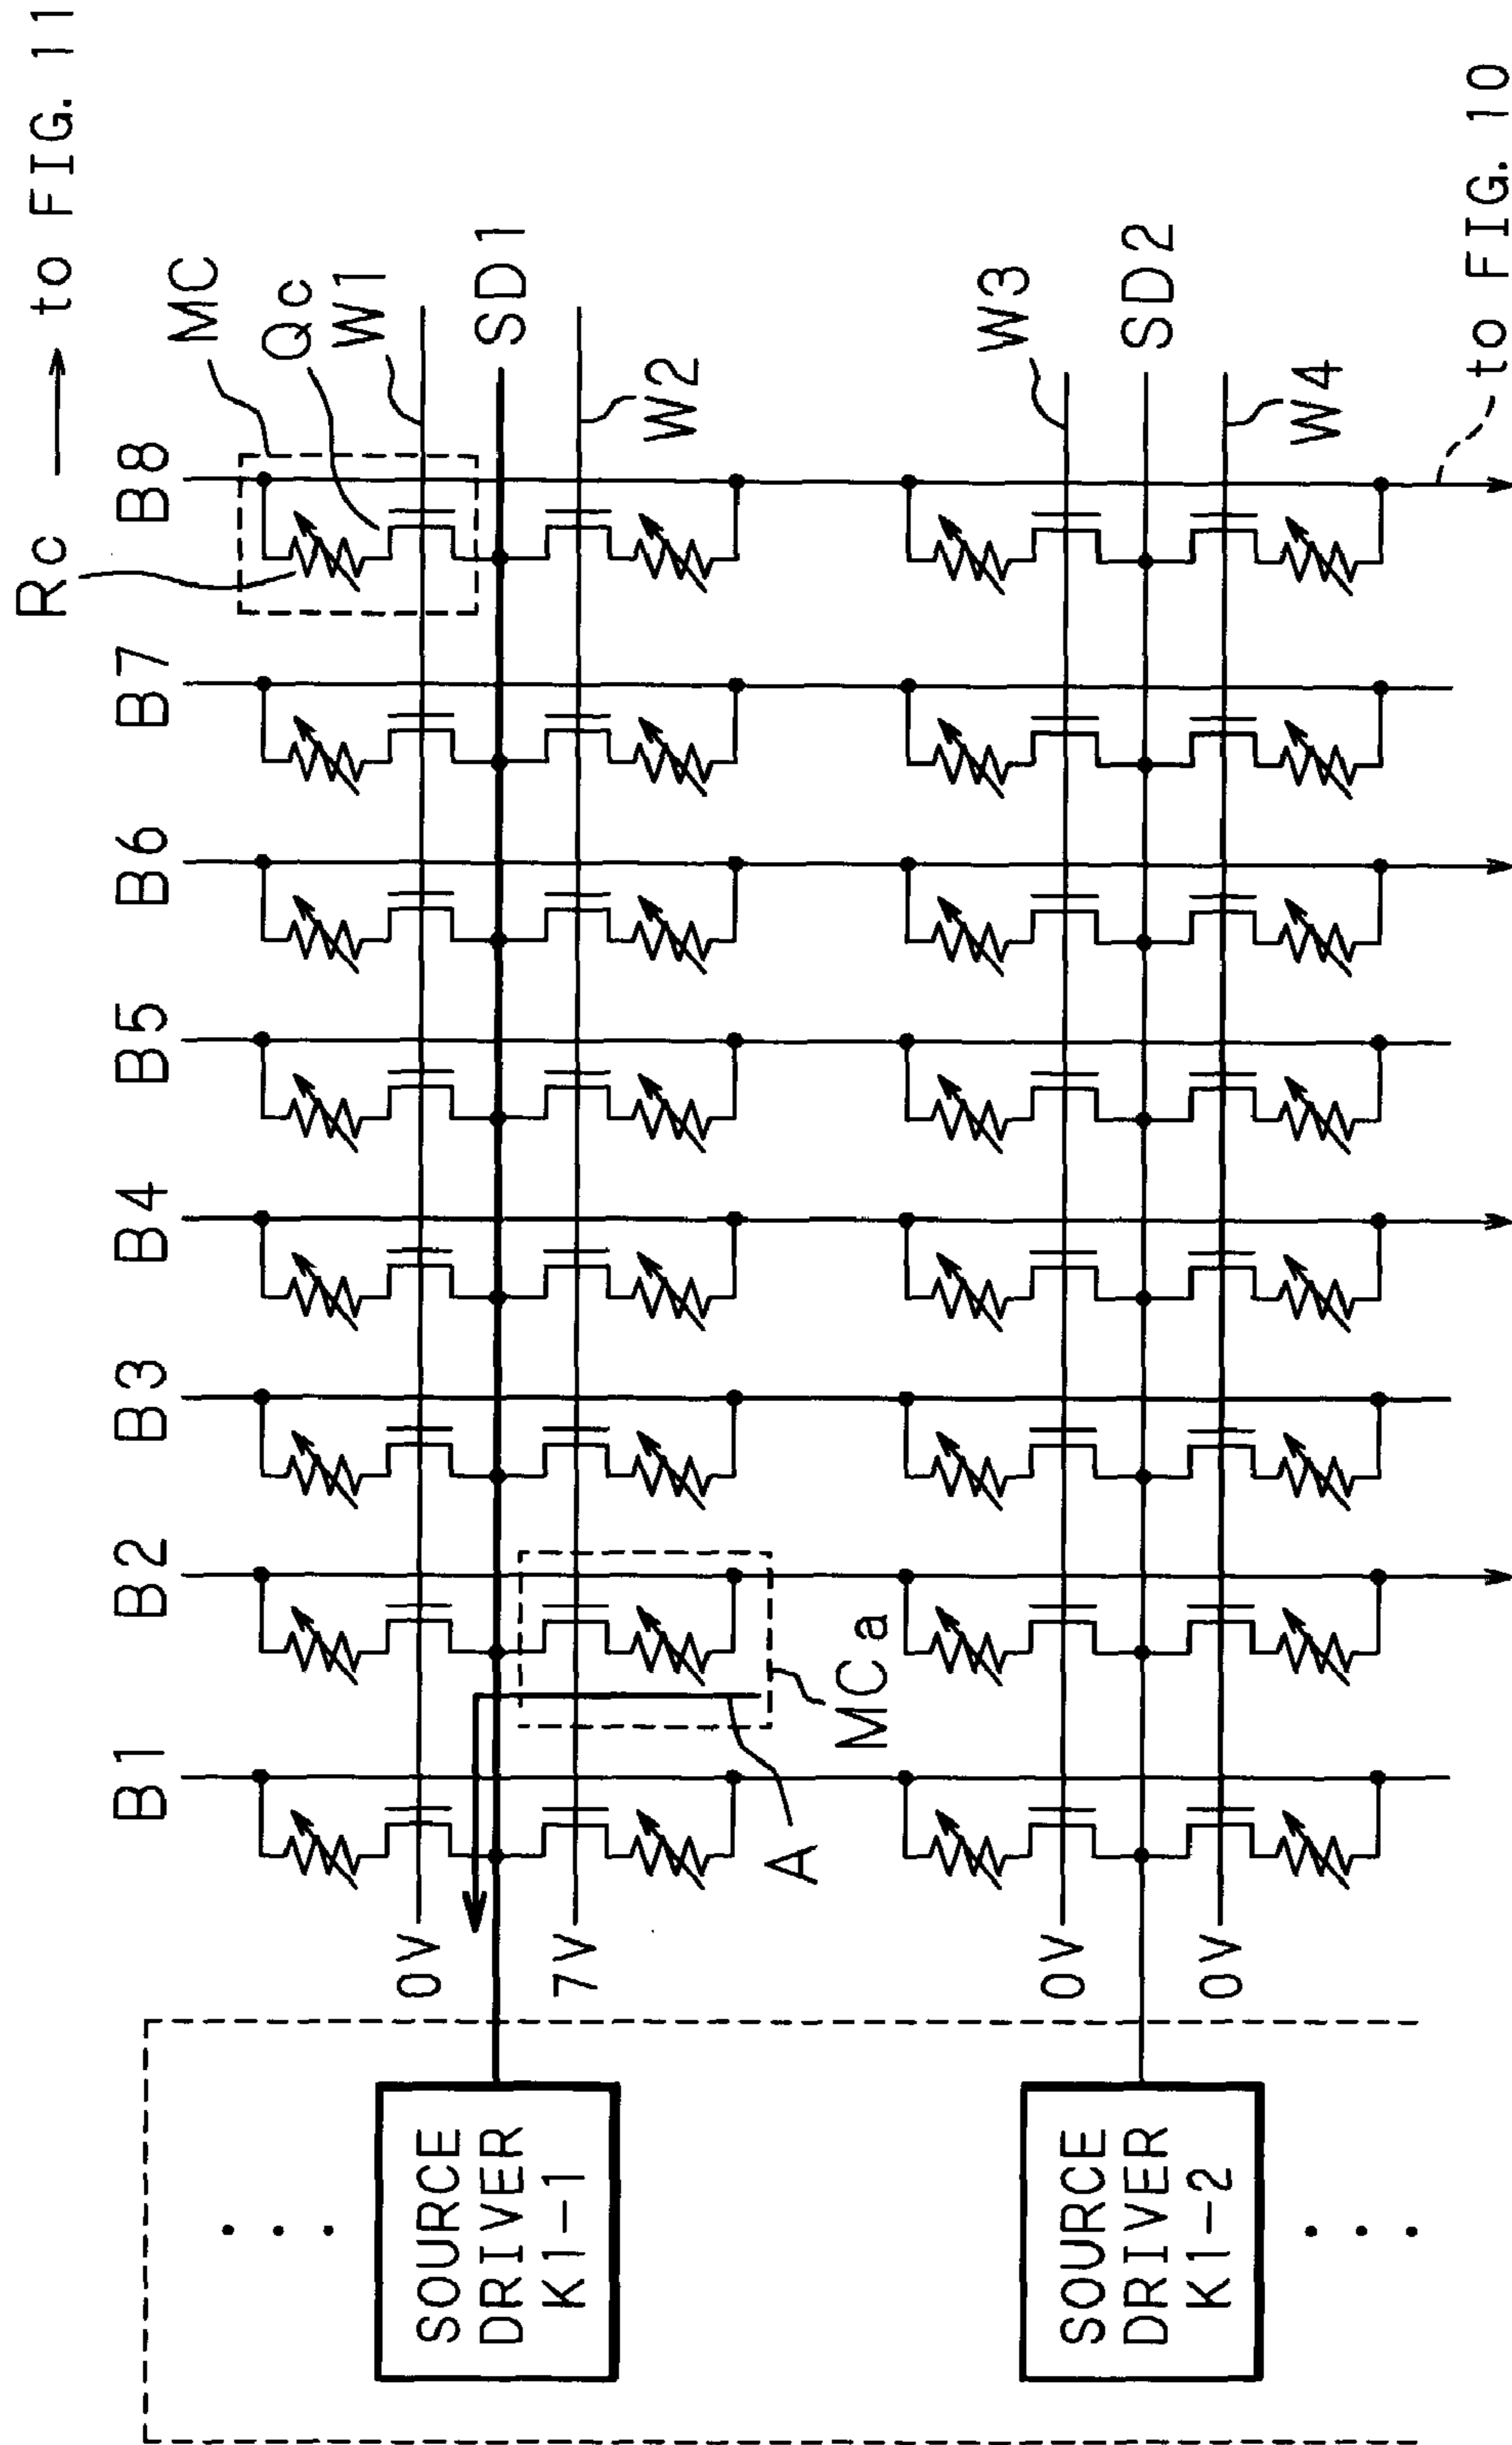 to FIG. 11
Rc
MC
Qc
B1 B2 B3 B4 B5 B6 B7 B8
W1
SD1
W2
0V
7V
SOURCE
DRIVER
K1-1
MCa
A
W3
SD2
W4
0V
0V
SOURCE
DRIVER
K1-2
to FIG. 10